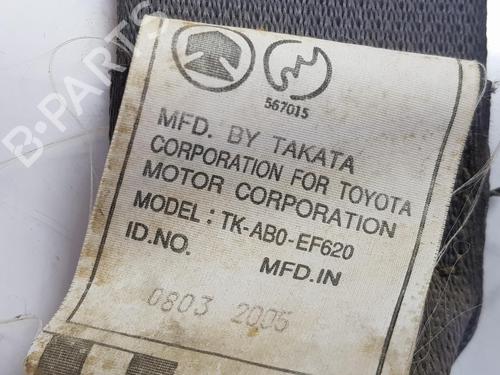 B-PARTS
567015
MFD. BY TAKATA
CORPORATION FOR TOYOTA
MOTOR CORPORATION
MODEL: TK-AB0-EF620
ID.NO. MFD.IN
0803 2005